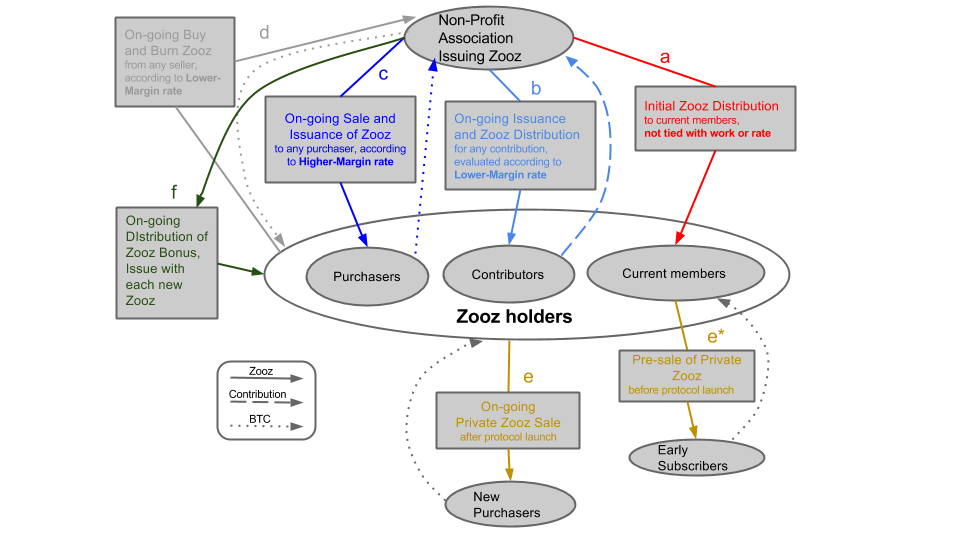 Non-Profit
Association
Issuing Zooz
d
On-going Buy
and Burn Zooz
from any seller,
according to Lower-
Margin rate
c
On-going Sale and
Issuance of Zooz
to any purchaser, according
to Higher-Margin rate
b
On-going Issuance
and Zooz Distribution
for any contribution,
evaluated according to
Lower-Margin rate
a
Initial Zooz Distribution
to current members,
not tied with work or rate
f
On-going
DIstribution of
Zooz Bonus,
Issue with
each new
Zooz
Purchasers
Contributors
Current members
Zooz holders
Zooz
Contribution
BTC
e
On-going
Private Zooz Sale
after protocol launch
New
Purchasers
e*
Pre-sale of Private
Zooz
before protocol launch
Early
Subscribers